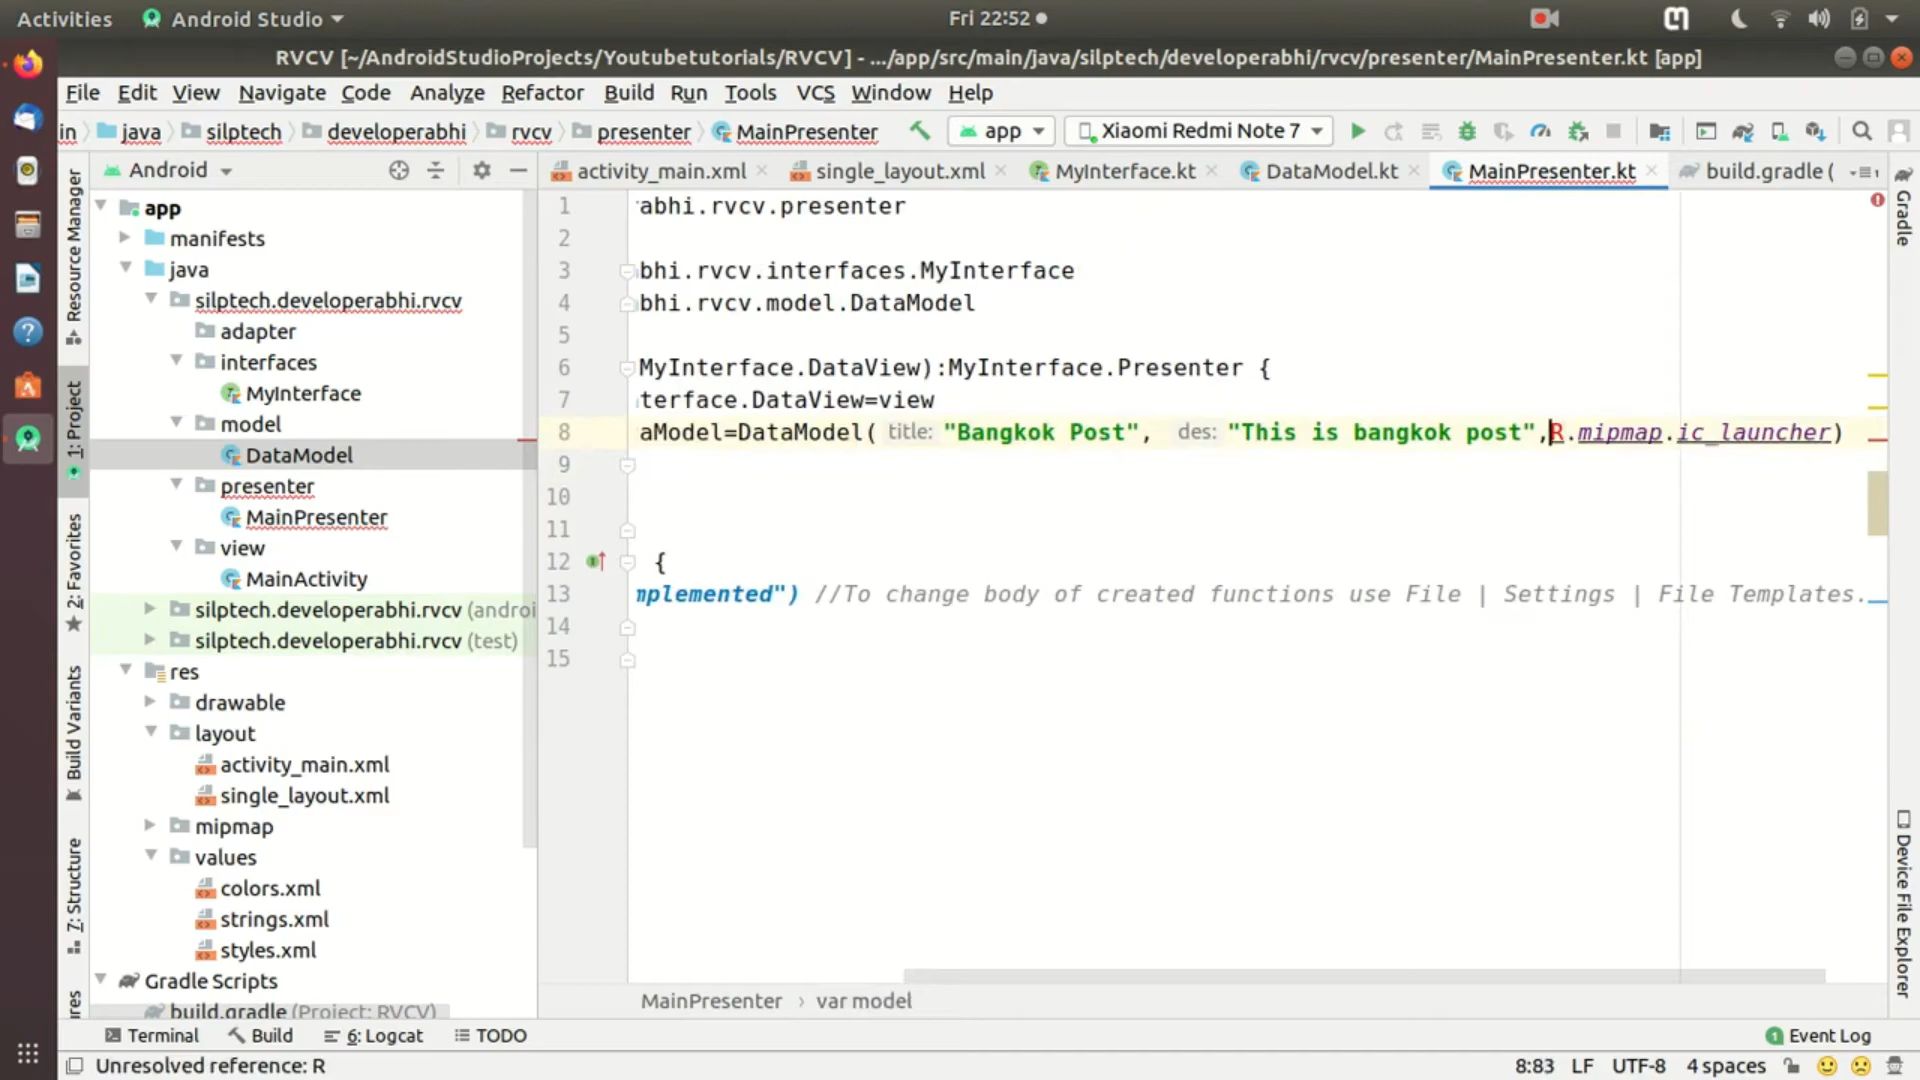 Activities
Android Studio
Fri 22:52
RVCV [~/AndroidStudioProjects/Youtubetutorials/RVCV] - .../app/src/main/java/silptech/developerabhi/rvcv/presenter/MainPresenter.kt [app]
File Edit View Navigate Code Analyze Refactor Build Run Tools VCS Window Help
in java silptech developerabhi rvcv presenter MainPresenter app Xiaomi Redmi Note 7
Android
activity_main.xml single_layout.xml MyInterface.kt DataModel.kt MainPresenter.kt build.gradle (
app
manifests
java
silptech.developerabhi.rvcv
adapter
interfaces
MyInterface
model
DataModel
presenter
MainPresenter
view
MainActivity
silptech.developerabhi.rvcv (androi
silptech.developerabhi.rvcv (test)
res
drawable
layout
activity_main.xml
single_layout.xml
mipmap
values
colors.xml
strings.xml
styles.xml
Gradle Scripts
build.gradle (Project: RVCV)
Resource Manager
1: Project
2: Favorites
Build Variants
7: Structure
1 abhi.rvcv.presenter
2
3 bhi.rvcv.interfaces.MyInterface
4 bhi.rvcv.model.DataModel
5
6 MyInterface.DataView):MyInterface.Presenter {
7 terface.DataView=view
8 aModel=DataModel( title: "Bangkok Post", des: "This is bangkok post",R.mipmap.ic_launcher)
9
10
11
12 {
13 mplemented") //To change body of created functions use File | Settings | File Templates.
14
15
Gradle
Device File Explorer
MainPresenter › var model
Terminal Build 6: Logcat TODO
1 Event Log
Unresolved reference: R
8:83 LF UTF-8 4 spaces